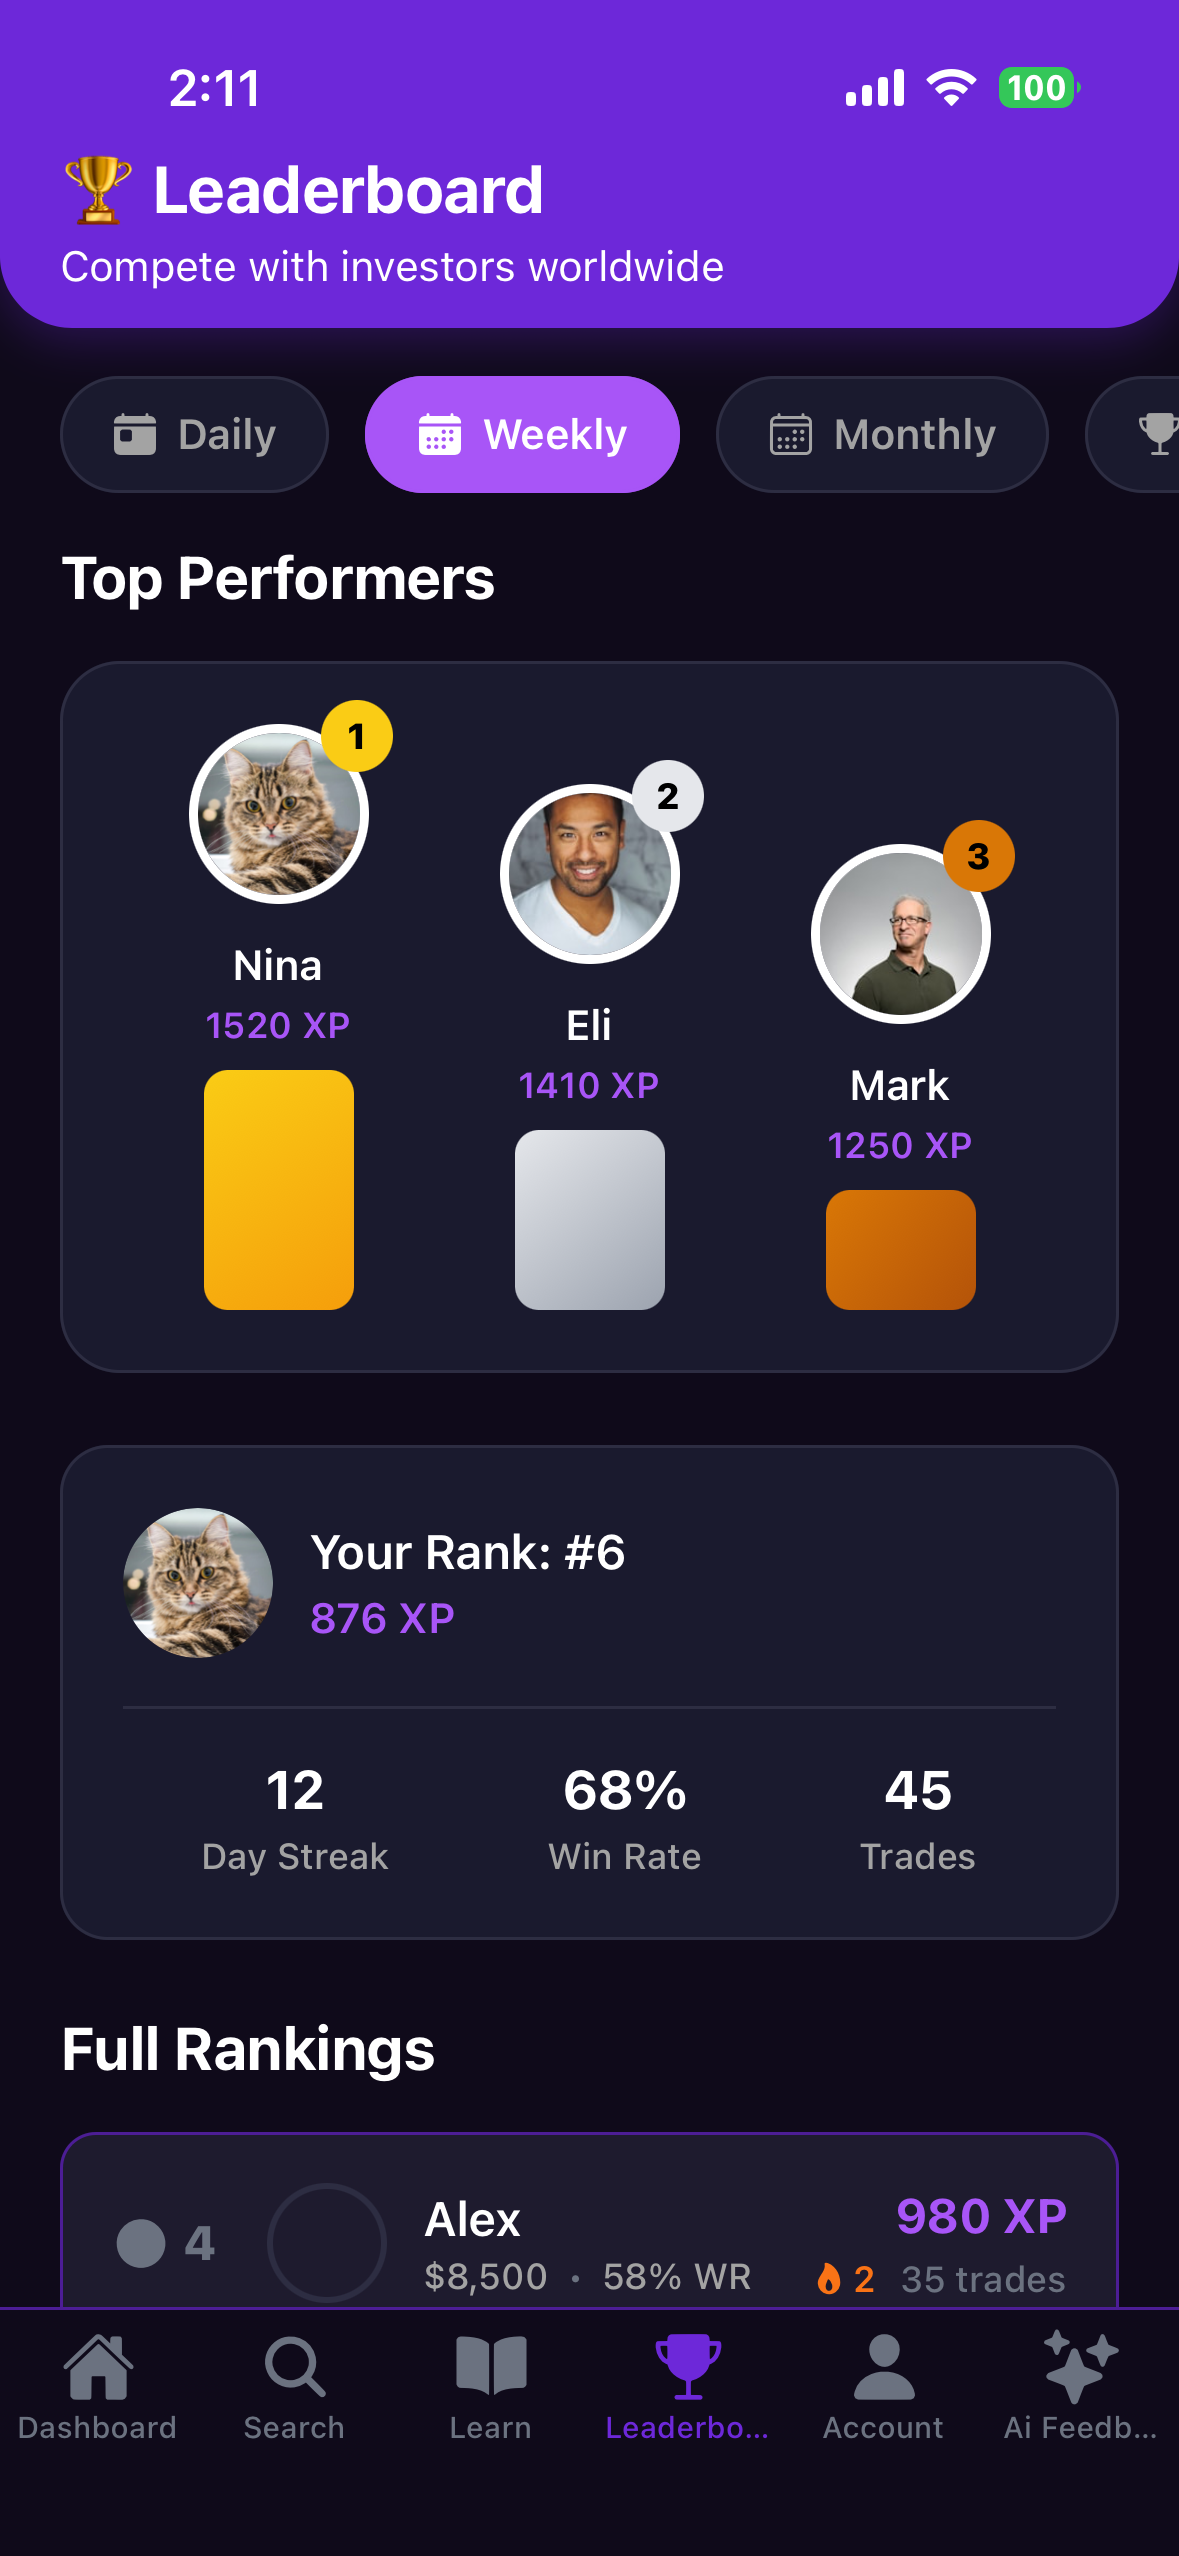 2:11
100
🏆 Leaderboard
Compete with investors worldwide
Daily
Weekly
Monthly
Top Performers
1
Nina
1520 XP
2
Eli
1410 XP
3
Mark
1250 XP
Your Rank: #6
876 XP
12
Day Streak
68%
Win Rate
45
Trades
Full Rankings
4
Alex
980 XP
$8,500 • 58% WR
2 35 trades
Dashboard
Search
Learn
Leaderbo...
Account
Ai Feedb...